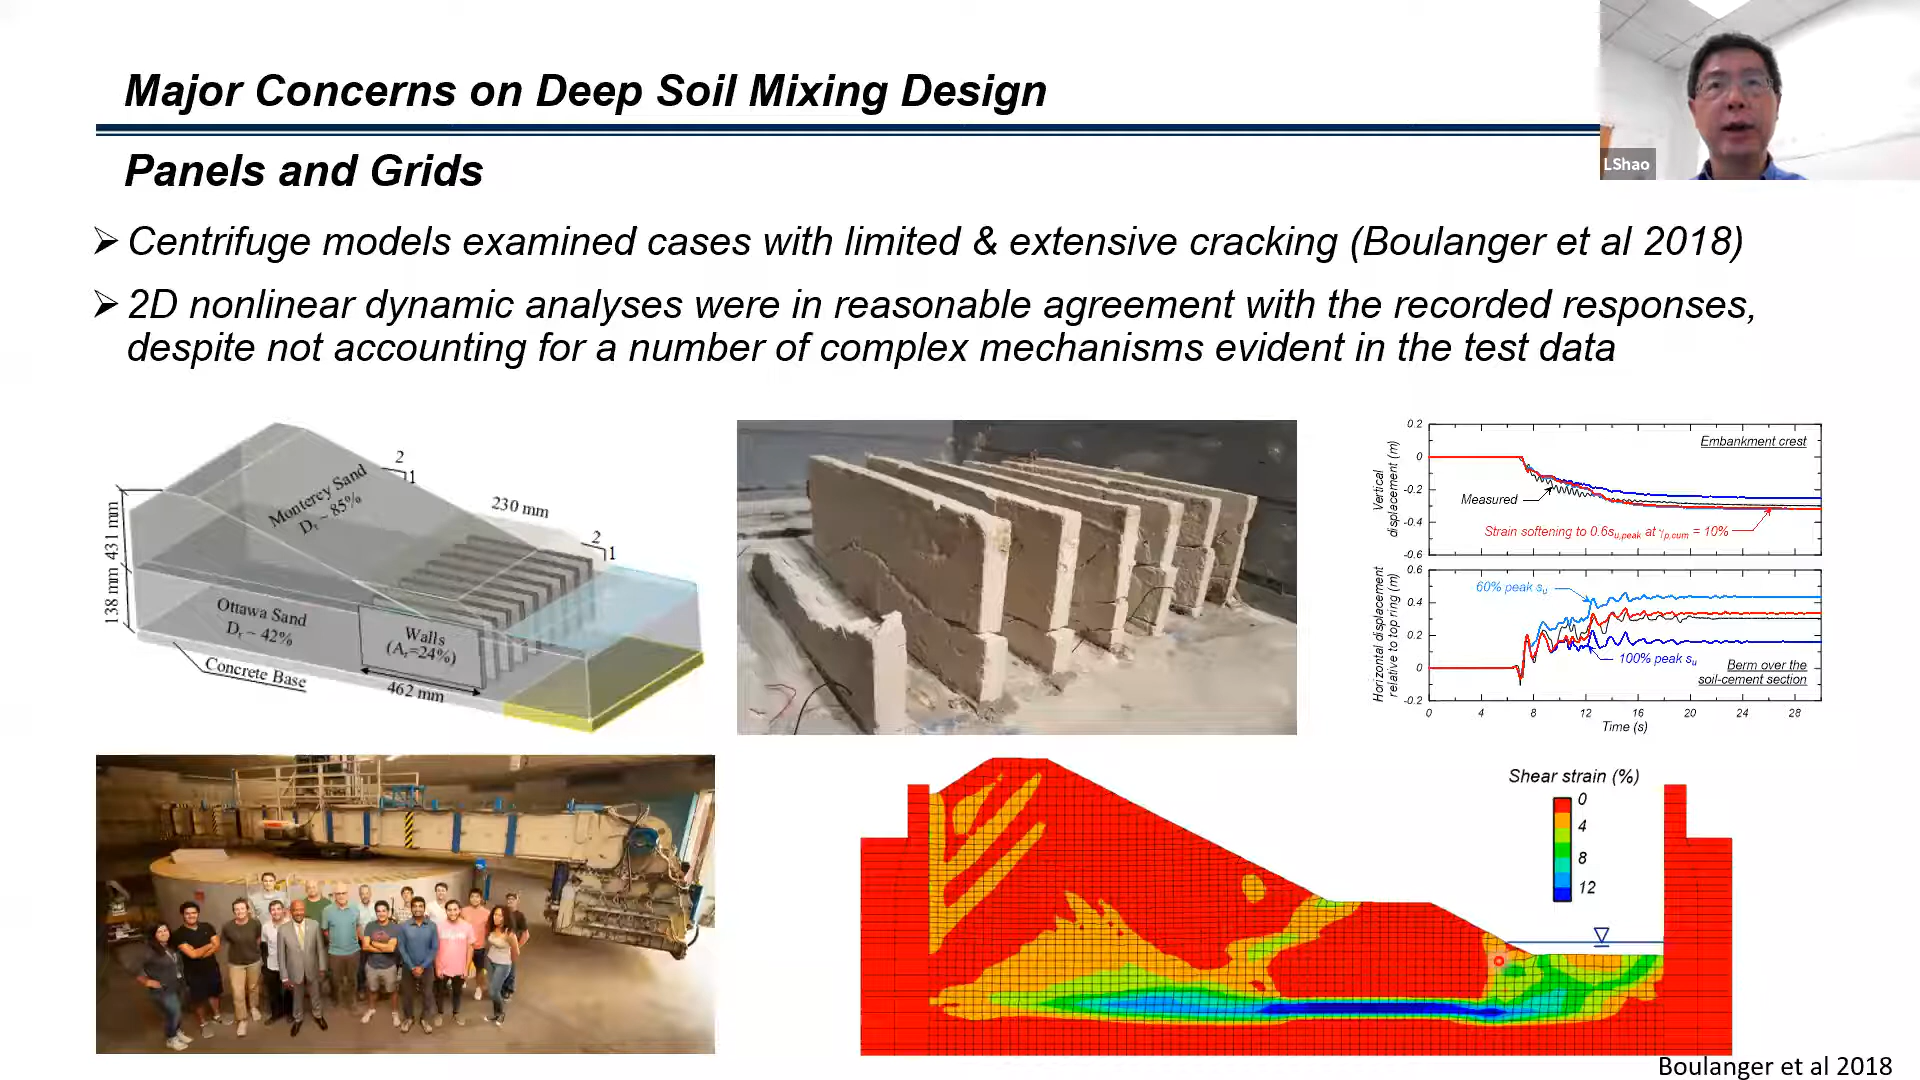 Major Concerns on Deep Soil Mixing Design
LShao
Panels and Grids
Centrifuge models examined cases with limited & extensive cracking (Boulanger et al 2018)
2D nonlinear dynamic analyses were in reasonable agreement with the recorded responses,
despite not accounting for a number of complex mechanisms evident in the test data
2
1
Monterey Sand
Dr ~ 85%
230 mm
2
1
431 mm
138 mm
Ottawa Sand
Dr ~ 42%
Walls
(Ar=24%)
Concrete Base
462 mm
Vertical
displacement (m)
0.2
0
-0.2
-0.4
-0.6
Embankment crest
Measured
Strain softening to 0.6su,peak at γp,cum = 10%
Horizontal displacement
relative to top ring (m)
0.6
0.4
0.2
0
-0.2
60% peak su
100% peak su
Berm over the
soil-cement section
0 4 8 12 16 20 24 28
Time (s)
Shear strain (%)
0
4
8
12
Boulanger et al 2018